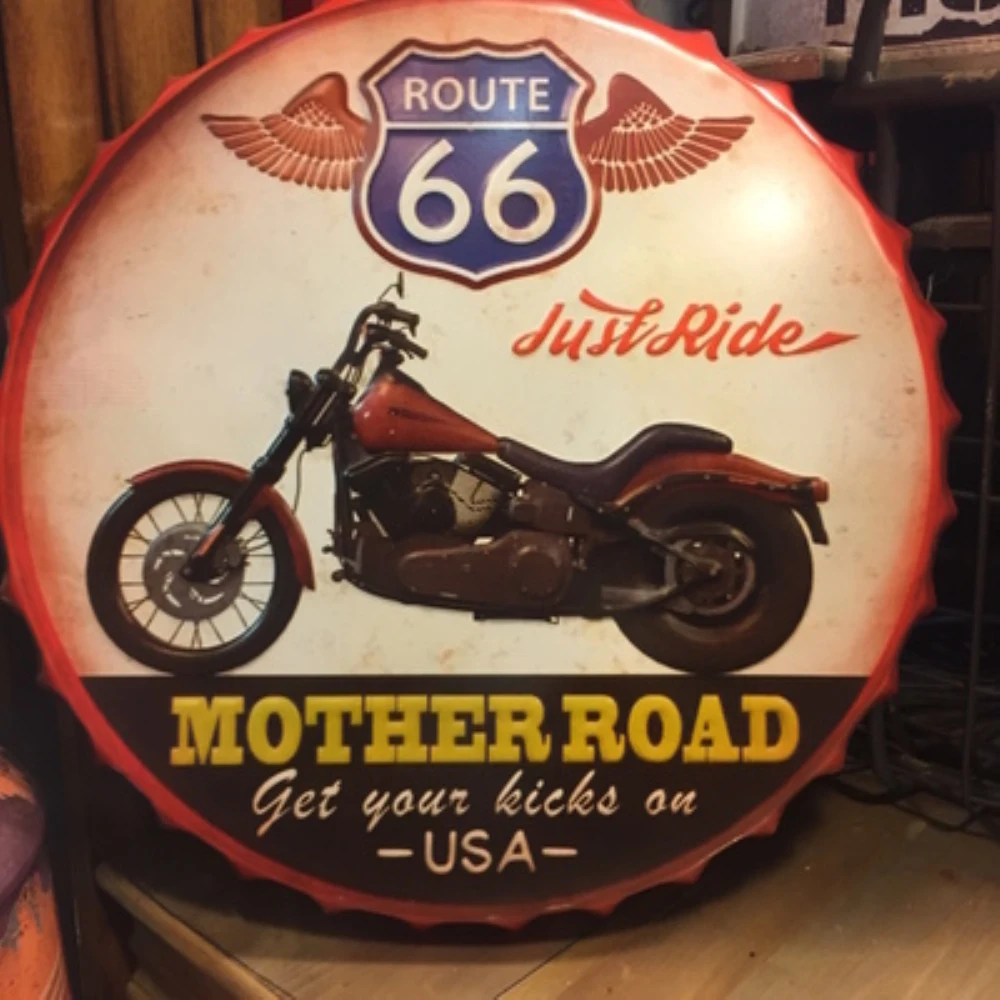 ROUTE
66
Just Ride
MOTHER ROAD
Get your kicks on
-USA-